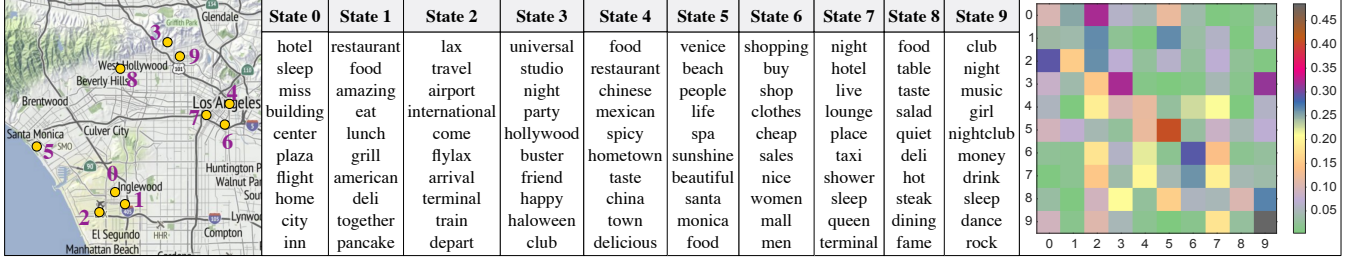 Griffith Park
Glendale
3
9
West Hollywood
101
Beverly Hills
8
110
Brentwood
4
Los Angeles
7
6
Santa Monica
Culver City
SMO
5
90
Huntington P
Walnut Par
Sou
0
Inglewood
1
2
105
Lynwo
El Segundo
HHR
Compton
Manhattan Beach
State 0 State 1 State 2 State 3 State 4 State 5 State 6 State 7 State 8 State 9
hotel restaurant lax universal food venice shopping night food club
sleep food travel studio restaurant beach buy hotel table night
miss amazing airport night chinese people shop live taste music
building eat international party mexican life clothes lounge salad girl
center lunch come hollywood spicy spa cheap place quiet nightclub
plaza grill flylax buster hometown sunshine sales taxi deli money
flight american arrival friend taste beautiful nice shower hot drink
home deli terminal happy china santa women sleep steak sleep
city together train haloween town monica mall queen dining dance
inn pancake depart club delicious food men terminal fame rock
0
1
2
3
4
5
6
7
8
9
0 1 2 3 4 5 6 7 8 9
0.45
0.40
0.35
0.30
0.25
0.20
0.15
0.10
0.05